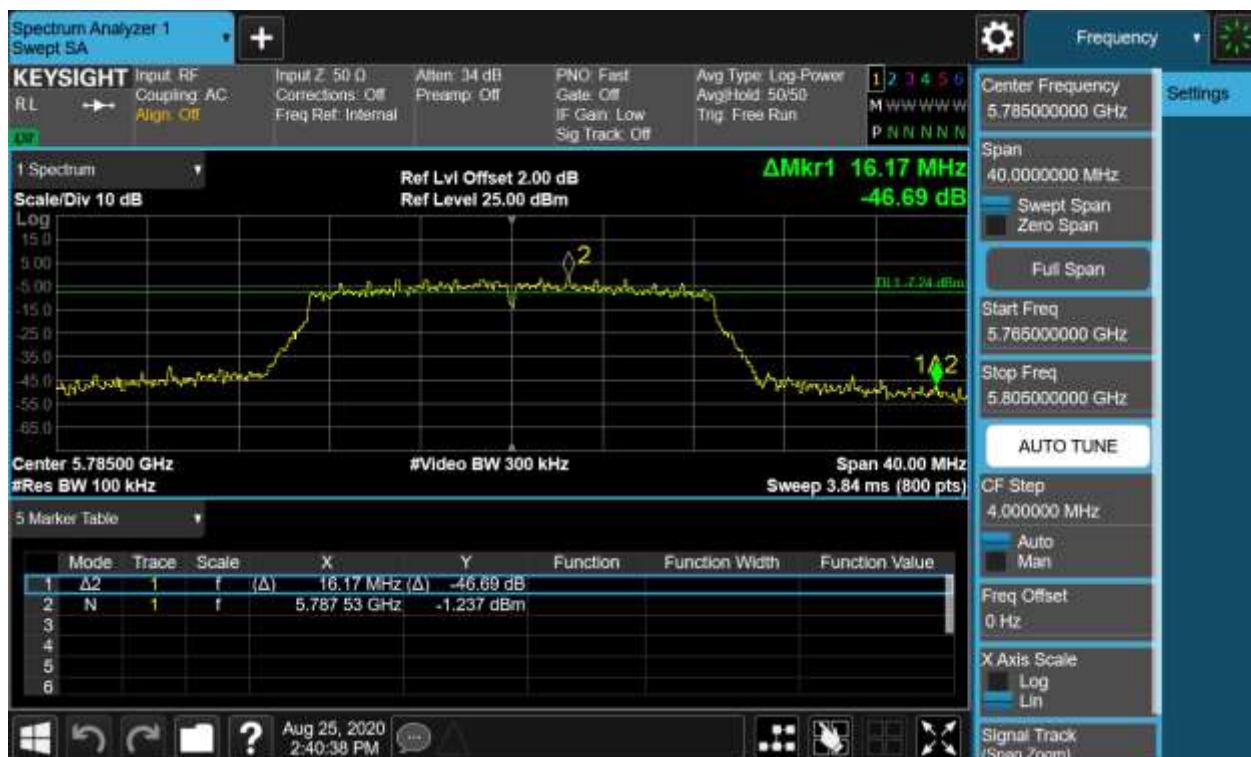 Spectrum Analyzer 1
Swept SA
+
Frequency
KEYSIGHT
RL
Input: RF
Coupling: AC
Align: Off
Input Z: 50 Ω
Corrections: Off
Freq Ref: Internal
Atten: 34 dB
Preamp: Off
PNO: Fast
Gate: Off
IF Gain: Low
Sig Track: Off
Avg Type: Log-Power
Avg|Hold: 50/50
Trig: Free Run
1 2 3 4 5 6
M W W W W W
P N N N N N
Center Frequency
5.785000000 GHz
Settings
Span
40.0000000 MHz
Swept Span
Zero Span
Full Span
Start Freq
5.765000000 GHz
Stop Freq
5.805000000 GHz
AUTO TUNE
CF Step
4.000000 MHz
Auto
Man
Freq Offset
0 Hz
X Axis Scale
Log
Lin
Signal Track
(Span Zoom)
1 Spectrum
Scale/Div 10 dB
Ref Lvl Offset 2.00 dB
Ref Level 25.00 dBm
ΔMkr1 16.17 MHz
-46.69 dB
Log
15.0
5.00
-5.00
-15.0
-25.0
-35.0
-45.0
-55.0
-65.0
2
DL1 -7.24 dBm
1Δ2
Center 5.78500 GHz
#Video BW 300 kHz
Span 40.00 MHz
#Res BW 100 kHz
Sweep 3.84 ms (800 pts)
5 Marker Table
Mode Trace Scale X Y Function Function Width Function Value
1 Δ2 1 f (Δ) 16.17 MHz (Δ) -46.69 dB
2 N 1 f 5.787 53 GHz -1.237 dBm
3
4
5
6
?
Aug 25, 2020
2:40:38 PM